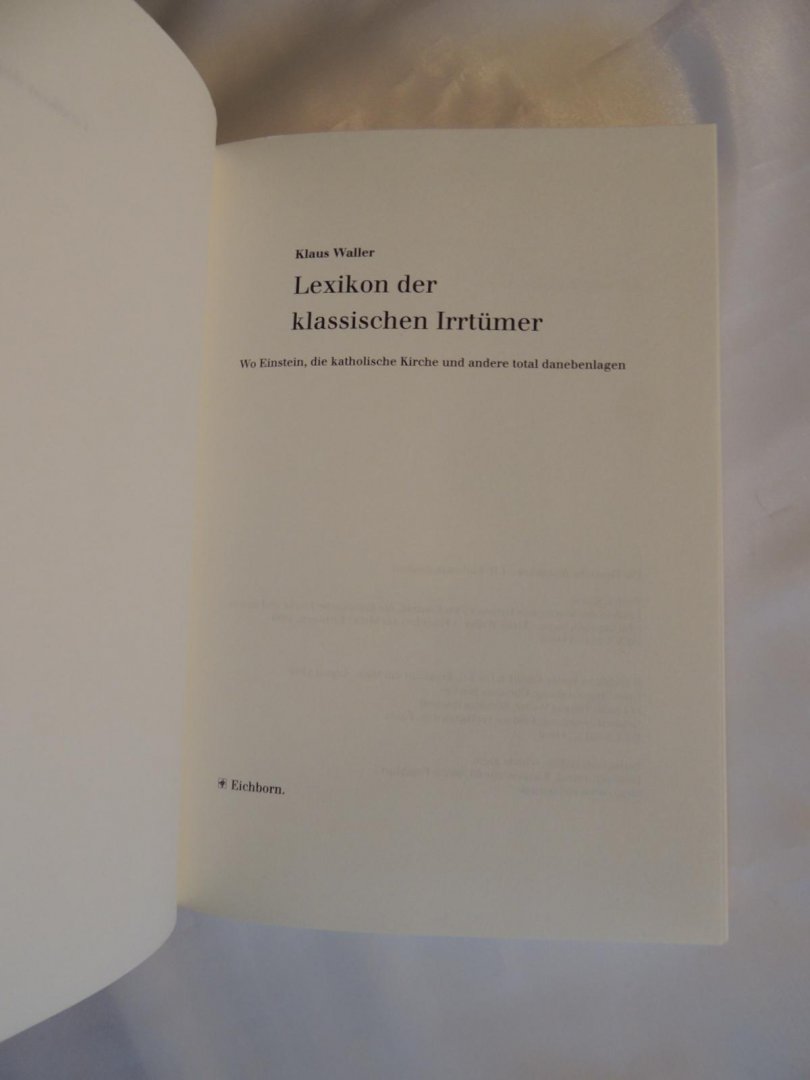 Klaus Waller
Lexikon der
klassischen Irrtümer
Wo Einstein, die katholische Kirche und andere total danebenlagen
Eichborn.